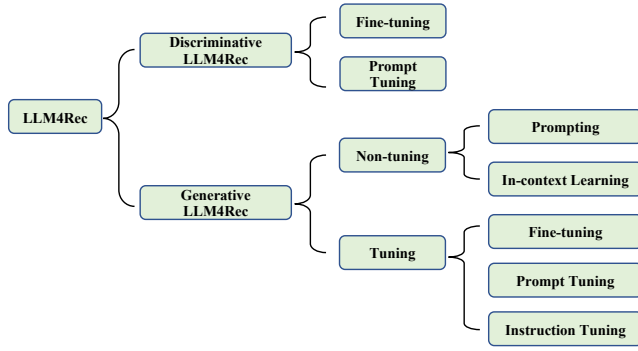 LLM4Rec
Discriminative
LLM4Rec
Fine-tuning
Prompt
Tuning
Generative
LLM4Rec
Non-tuning
Prompting
In-context Learning
Tuning
Fine-tuning
Prompt Tuning
Instruction Tuning